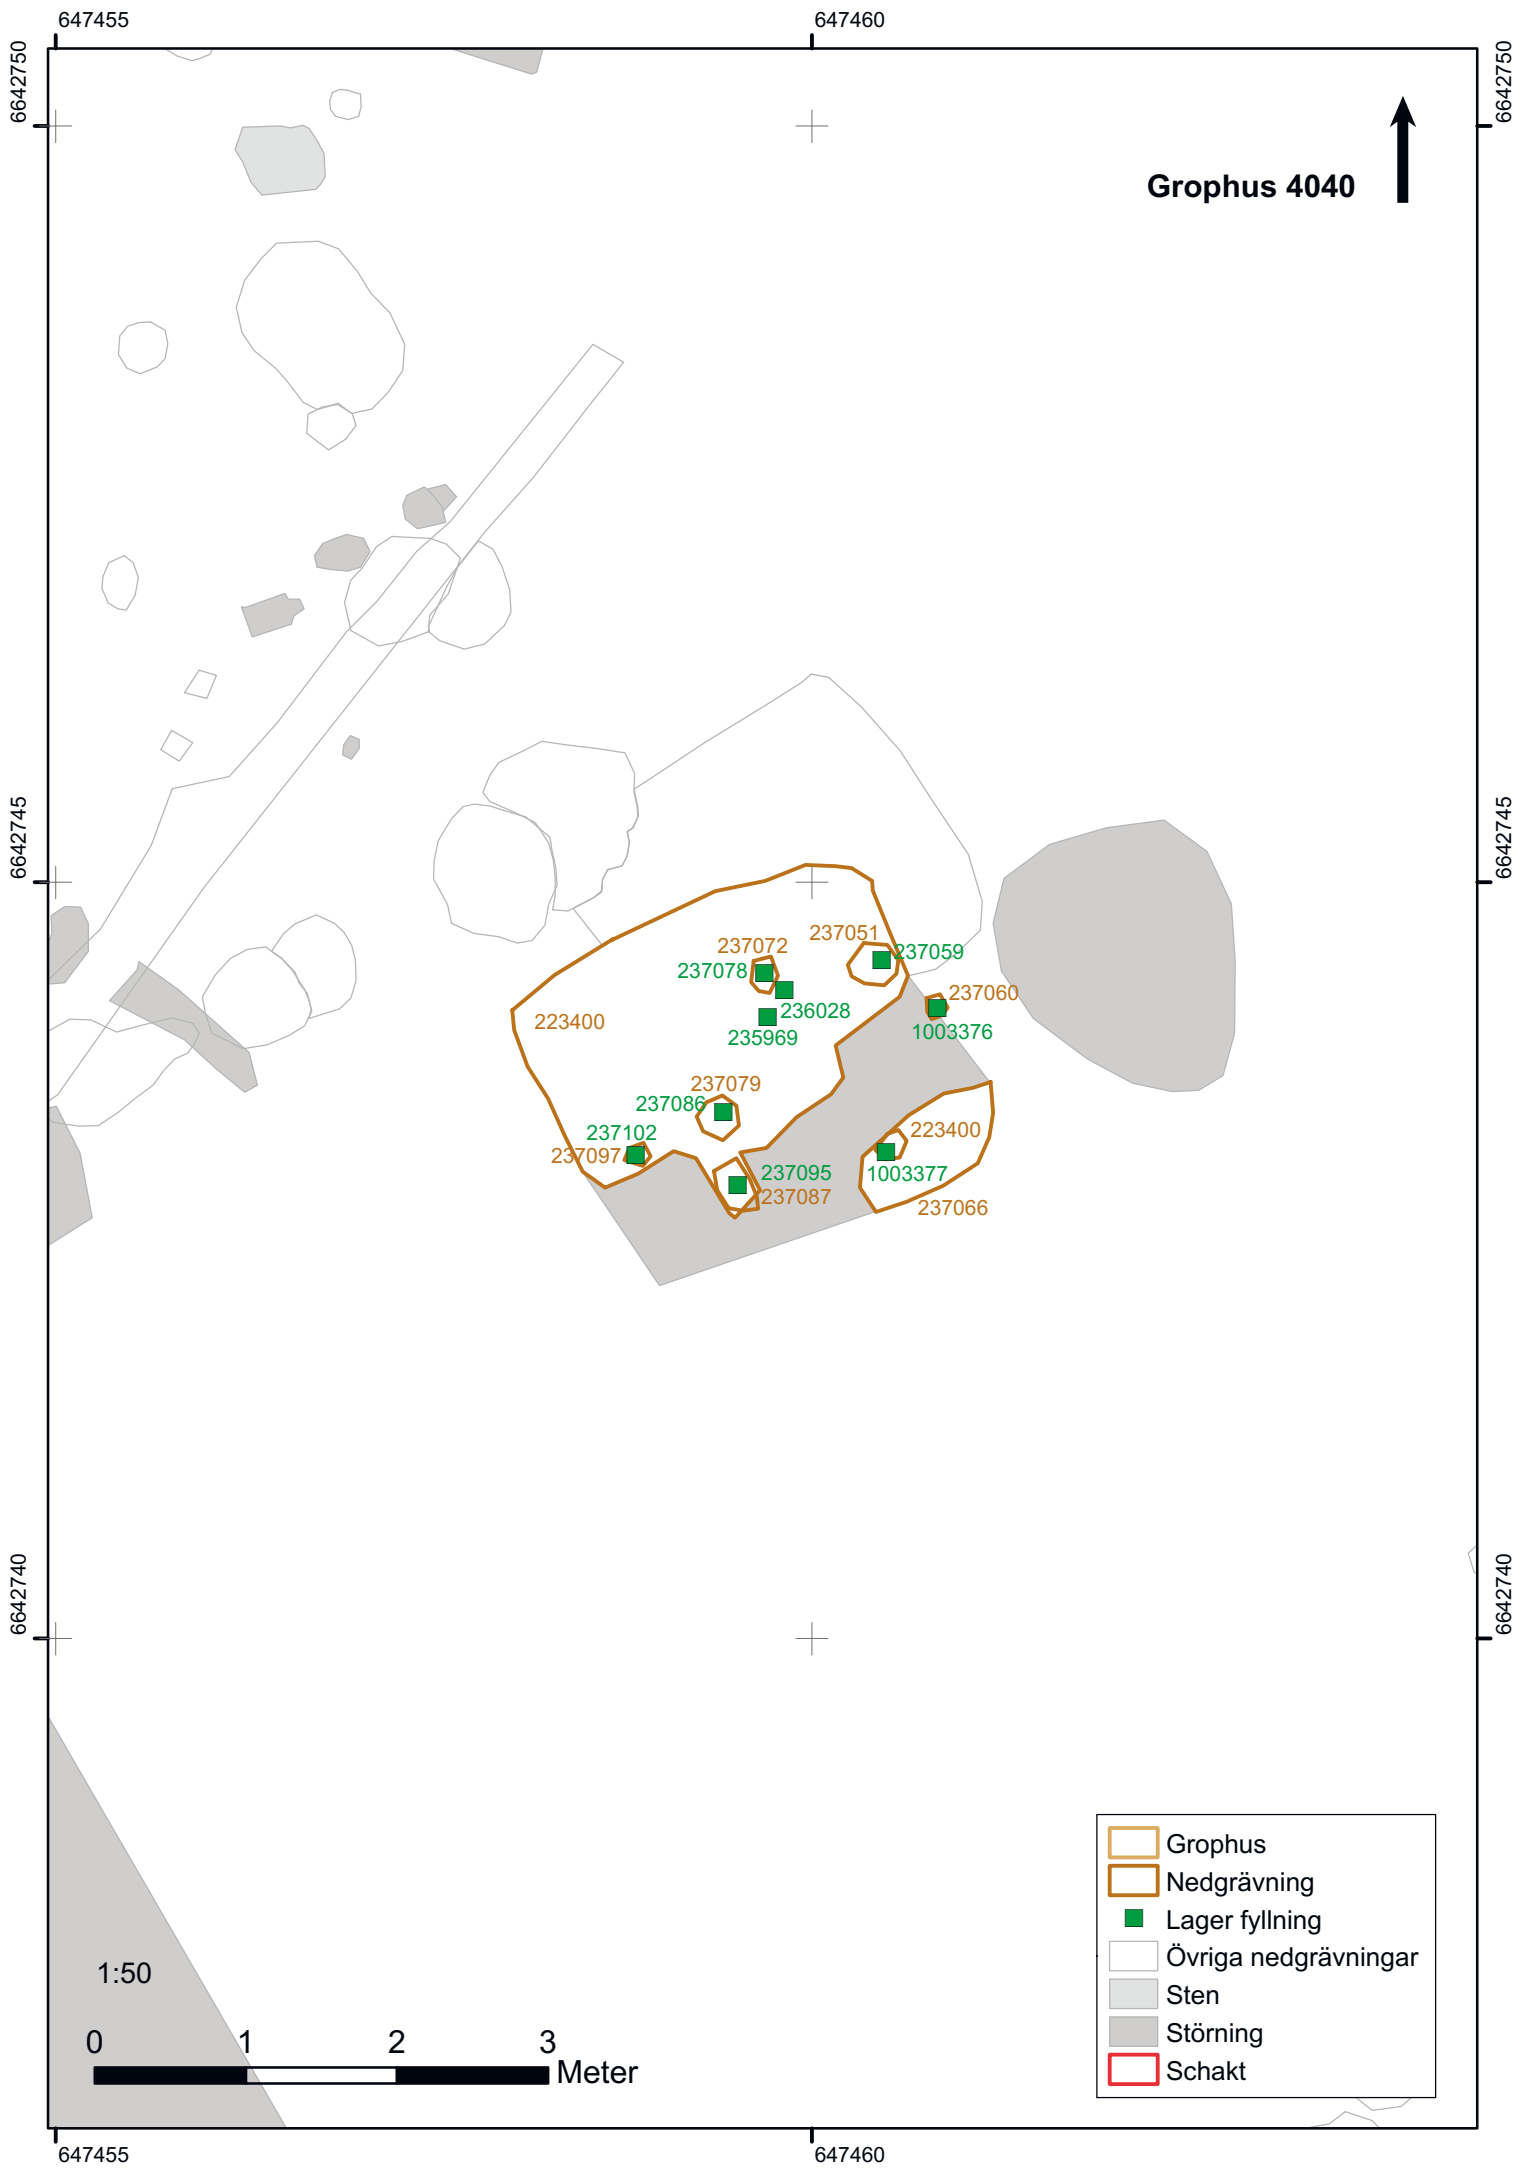 647455
647460
6642750
6642750
Grophus 4040
6642745
6642745
237051
237072
237059
237078
237060
236028
223400
1003376
235969
237079
237086
237102
223400
237097
237095
1003377
237087
237066
6642740
6642740
Grophus
Nedgrävning
Lager fyllning
Övriga nedgrävningar
Sten
Störning
Schakt
1:50
0 1 2 3
Meter
647455
647460